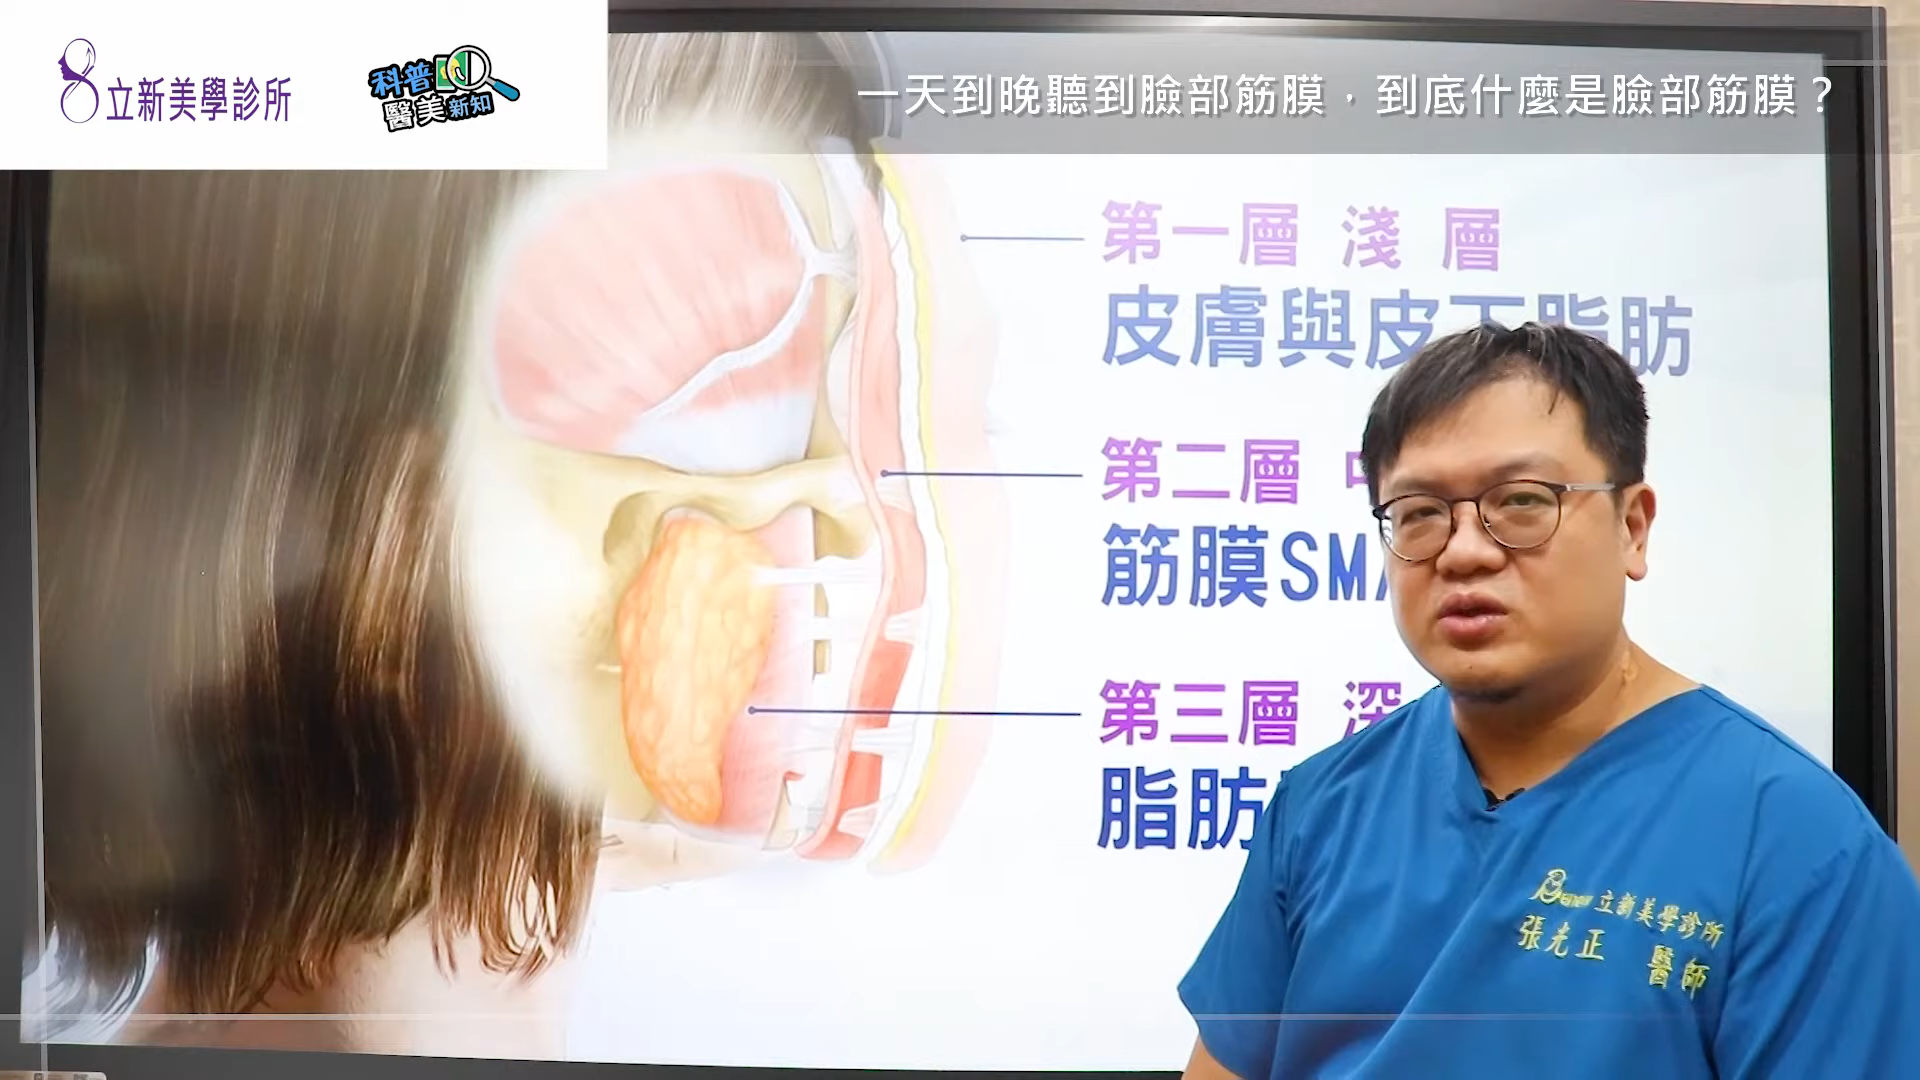 立新美學診所
科普
醫美新知
一天到晚聽到臉部筋膜，到底什麼是臉部筋膜？
第一層 淺 層
皮膚與皮下脂肪
第二層
筋膜SMA
第三層 深
脂肪
立新美學診所
張光正 醫師